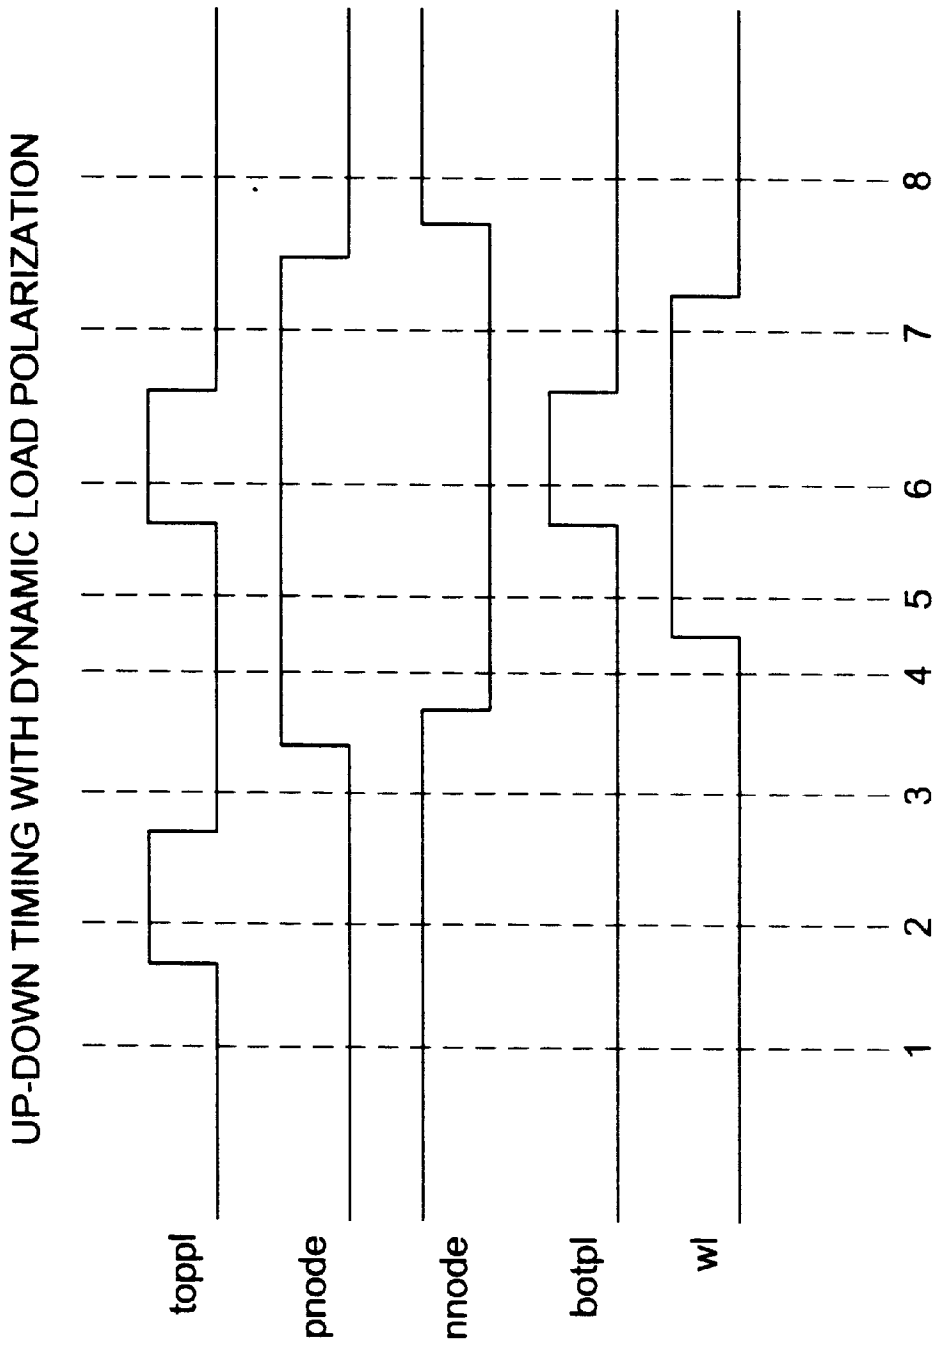 UP-DOWN TIMING WITH DYNAMIC LOAD POLARIZATION
toppl
pnode
nnode
botpl
wl
1 2 3 4 5 6 7 8